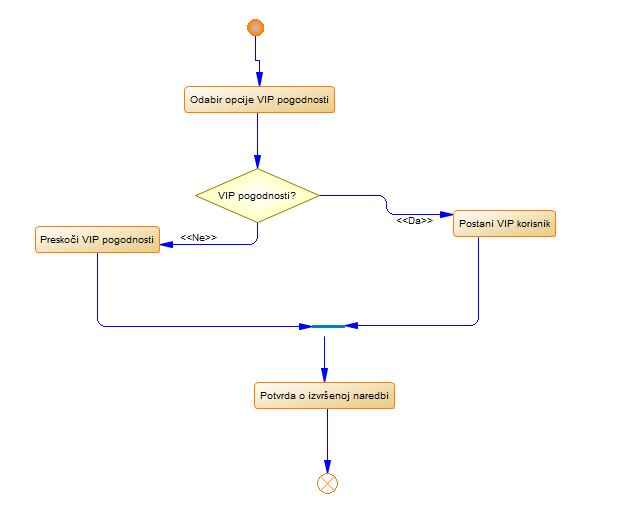 Odabir opcije VIP pogodnosti
VIP pogodnosti?
<<Da>>
Postani VIP korisnik
<<Ne>>
Preskoči VIP pogodnosti
Potvrda o izvršenoj naredbi